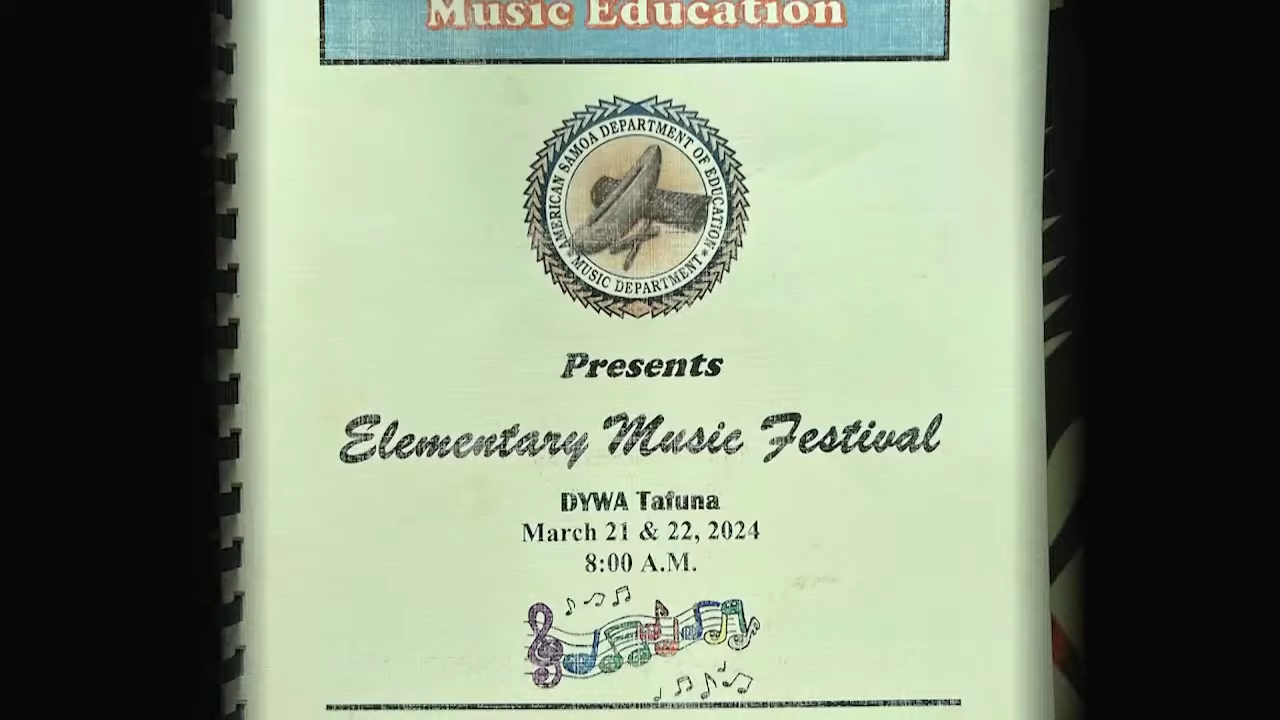 Music Education
AMERICAN SAMOA DEPARTMENT OF EDUCATION
* MUSIC DEPARTMENT *
Presents
Elementary Music Festival
DYWA Tafuna
March 21 & 22, 2024
8:00 A.M.